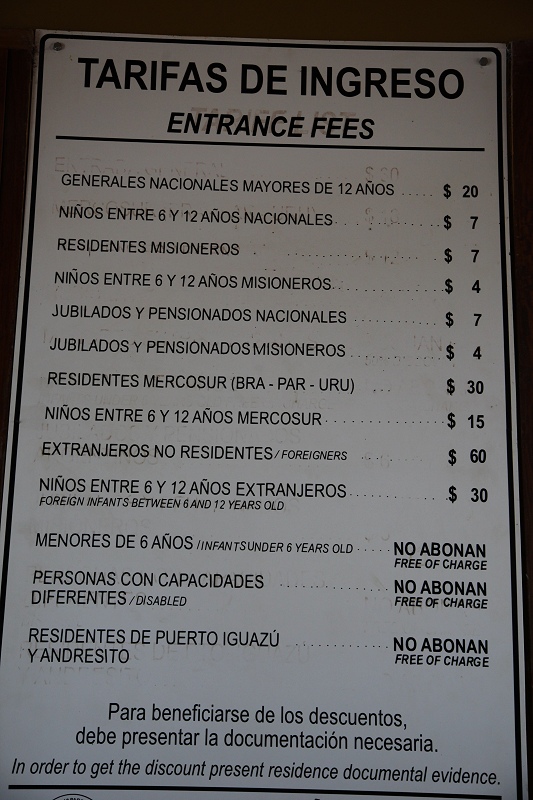 TARIFAS DE INGRESO
ENTRANCE FEES
GENERALES NACIONALES MAYORES DE 12 AÑOS ..... $ 20
NIÑOS ENTRE 6 Y 12 AÑOS NACIONALES ............ $ 7
RESIDENTES MISIONEROS .................... $ 7
NIÑOS ENTRE 6 Y 12 AÑOS MISIONEROS ............ $ 4
JUBILADOS Y PENSIONADOS NACIONALES ............ $ 7
JUBILADOS Y PENSIONADOS MISIONEROS ............ $ 4
RESIDENTES MERCOSUR (BRA - PAR - URU) ... $ 30
NIÑOS ENTRE 6 Y 12 AÑOS MERCOSUR ............... $ 15
EXTRANJEROS NO RESIDENTES / FOREIGNERS ..... $ 60
NIÑOS ENTRE 6 Y 12 AÑOS EXTRANJEROS ............ $ 30
FOREIGN INFANTS BETWEEN 6 AND 12 YEARS OLD
MENORES DE 6 AÑOS / INFANTS UNDER 6 YEARS OLD ..... NO ABONAN
FREE OF CHARGE
PERSONAS CON CAPACIDADES ............ NO ABONAN
DIFERENTES / DISABLED FREE OF CHARGE
RESIDENTES DE PUERTO IGUAZÚ ............ NO ABONAN
Y ANDRESITO FREE OF CHARGE
Para beneficiarse de los descuentos,
debe presentar la documentación necesaria.
In order to get the discount present residence documental evidence.